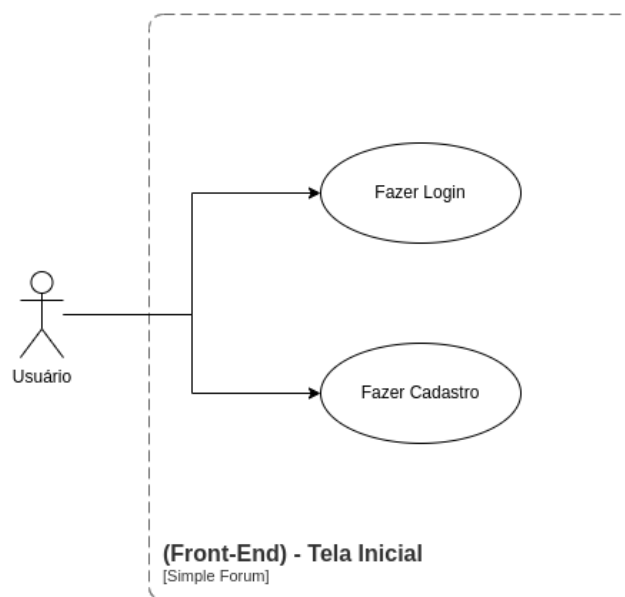 Fazer Login
Usuário
Fazer Cadastro
(Front-End) - Tela Inicial
[Simple Forum]